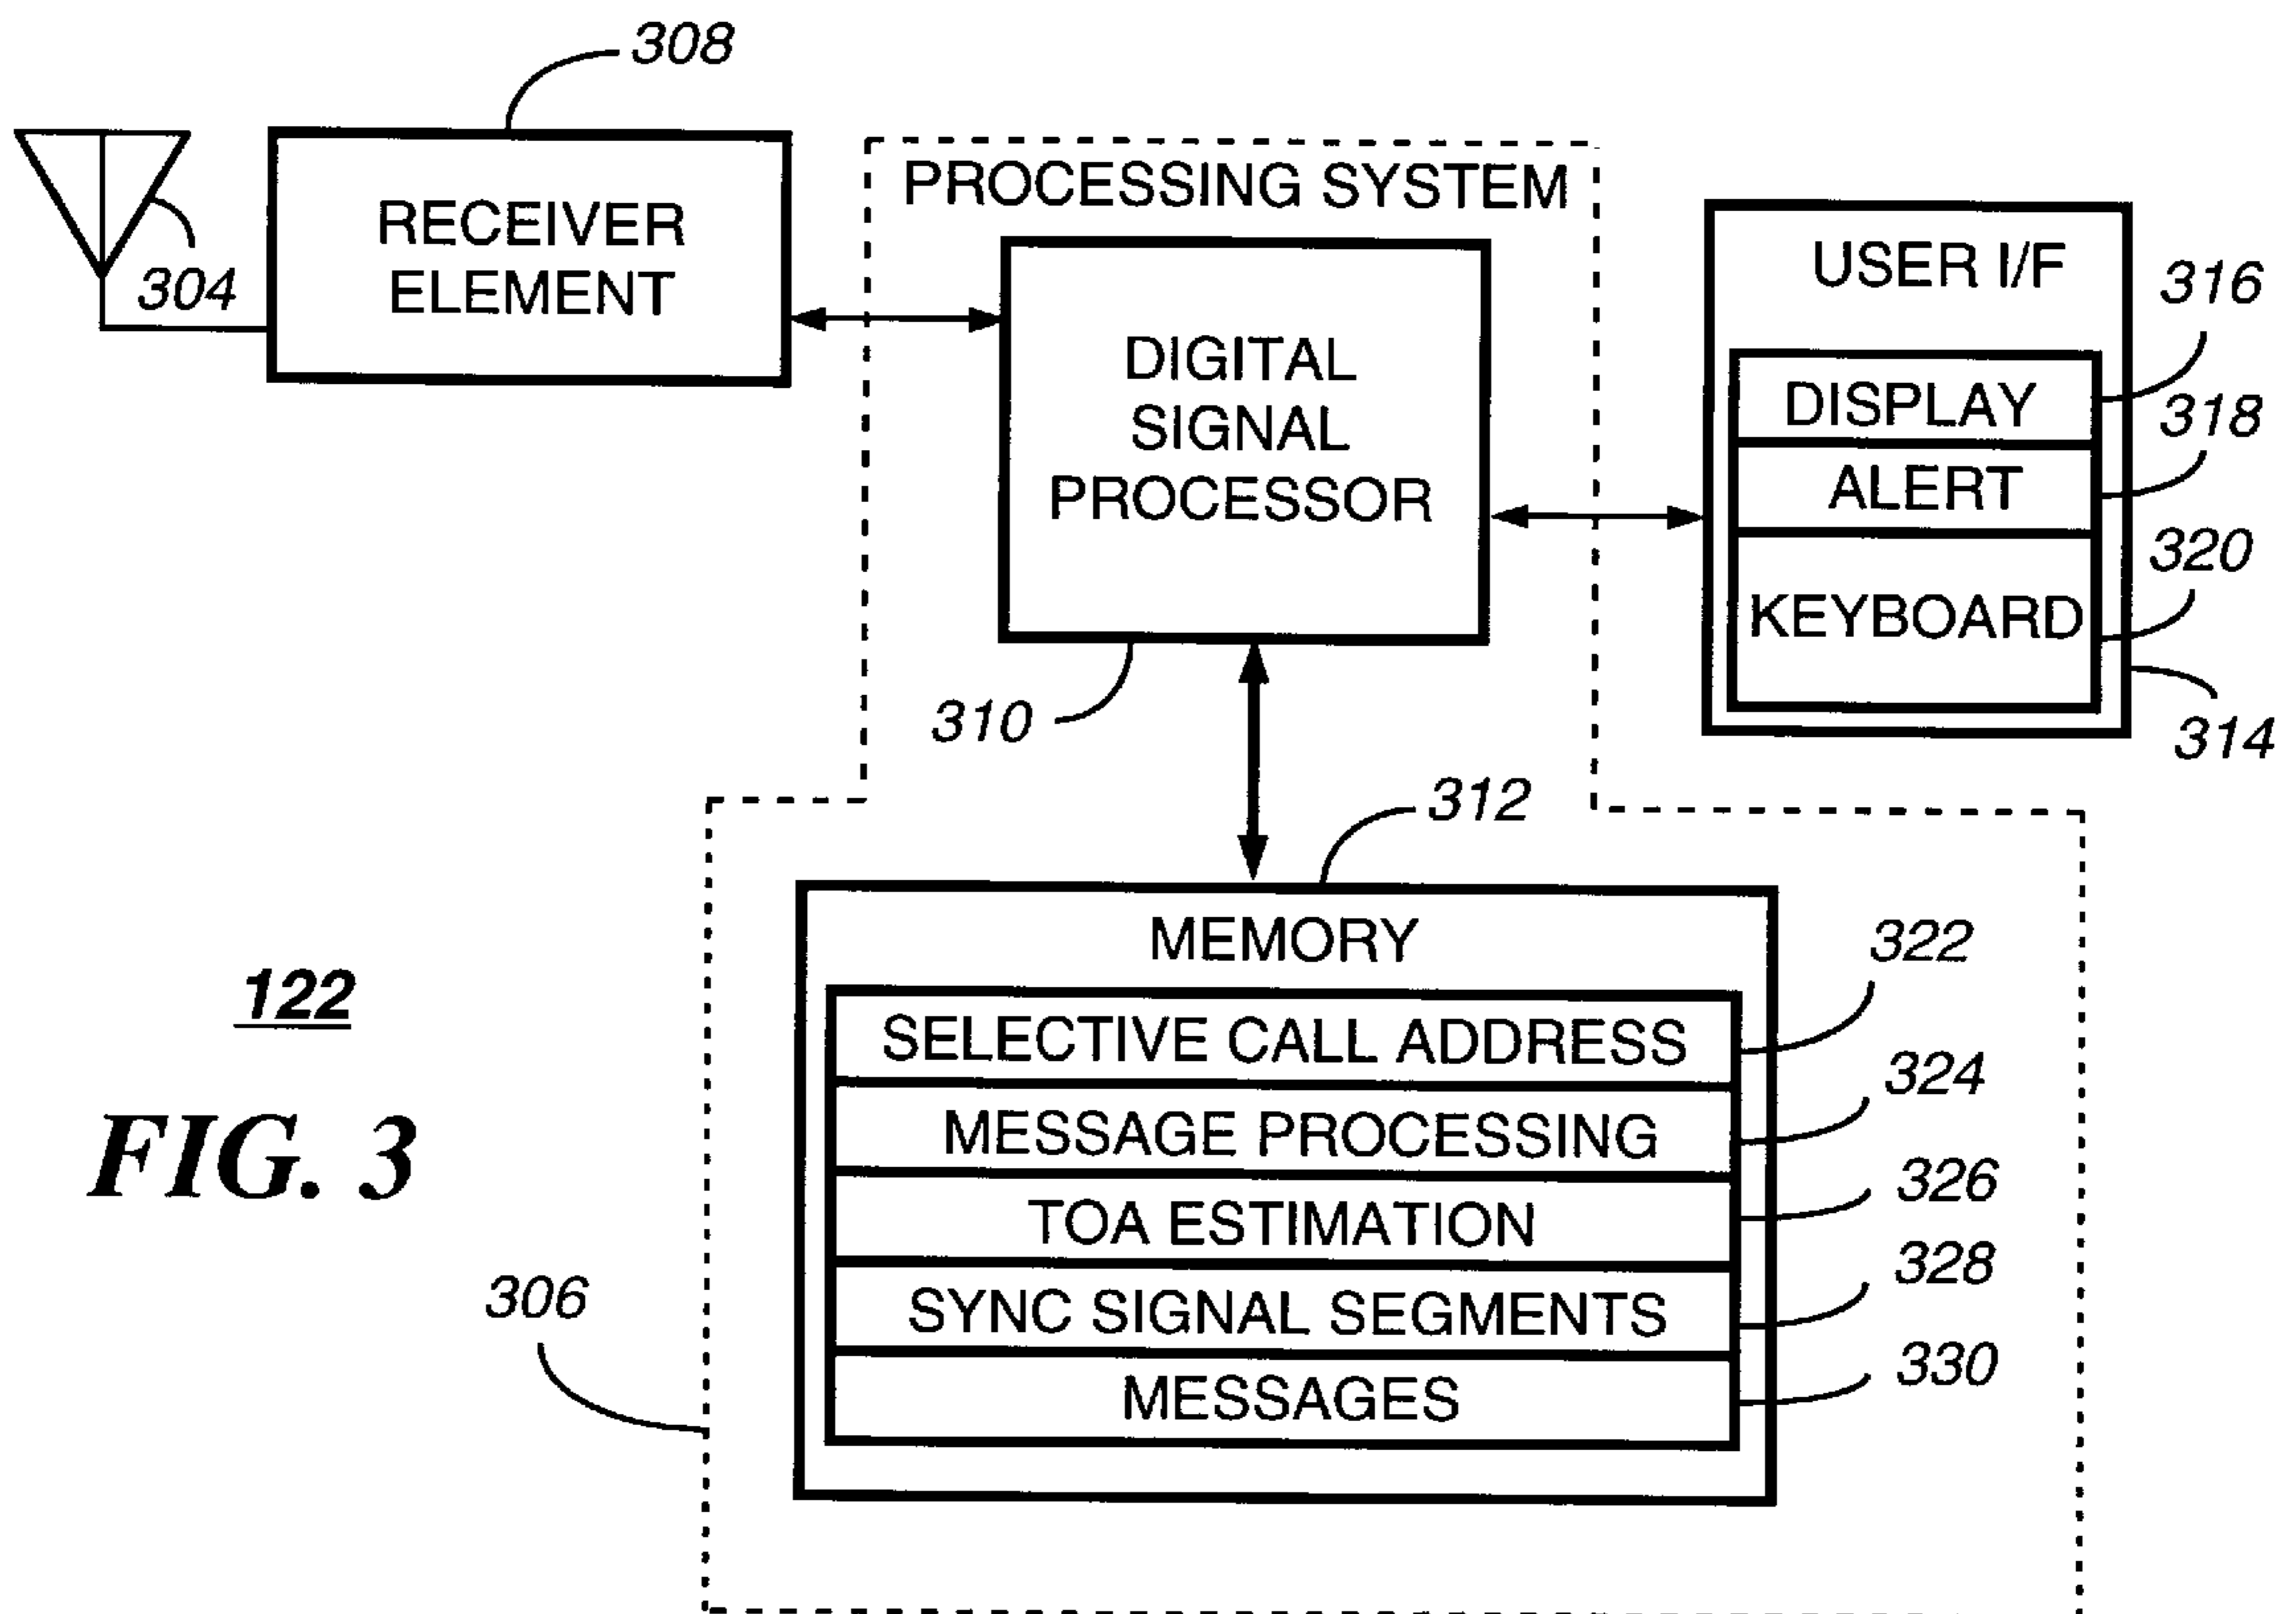 308
PROCESSING SYSTEM
RECEIVER
ELEMENT
304
USER I/F
316
DIGITAL
SIGNAL
PROCESSOR
DISPLAY
318
ALERT
320
KEYBOARD
310
314
312
MEMORY
322
122
SELECTIVE CALL ADDRESS
324
MESSAGE PROCESSING
FIG. 3
326
TOA ESTIMATION
328
306
SYNC SIGNAL SEGMENTS
330
MESSAGES